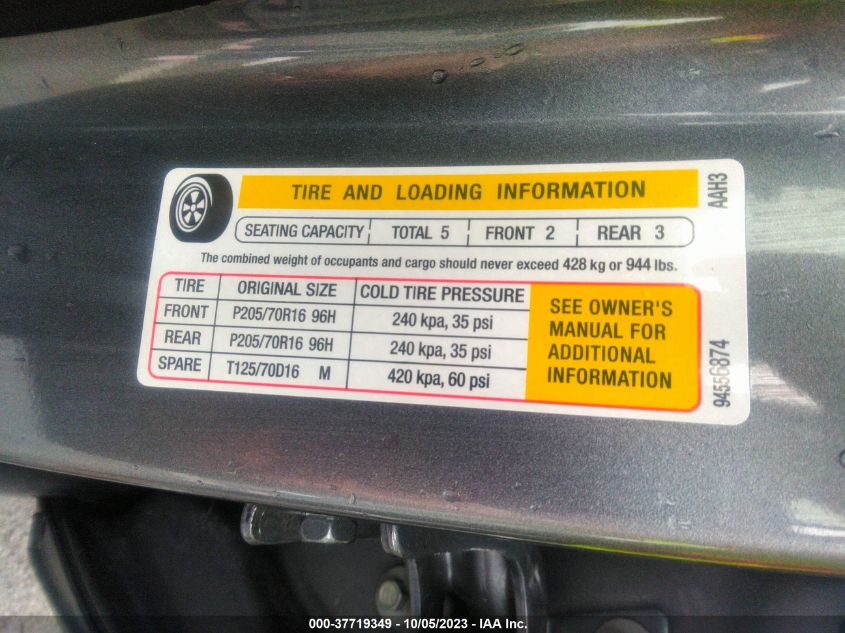 TIRE AND LOADING INFORMATION
SEATING CAPACITY TOTAL 5 FRONT 2 REAR 3
The combined weight of occupants and cargo should never exceed 428 kg or 944 lbs.
TIRE ORIGINAL SIZE COLD TIRE PRESSURE
FRONT P205/70R16 96H 240 kpa, 35 psi
REAR P205/70R16 96H 240 kpa, 35 psi
SPARE T125/70D16 M 420 kpa, 60 psi
SEE OWNER'S
MANUAL FOR
ADDITIONAL
INFORMATION
AAH3
94556874
000-37719349 - 10/05/2023 - IAA Inc.